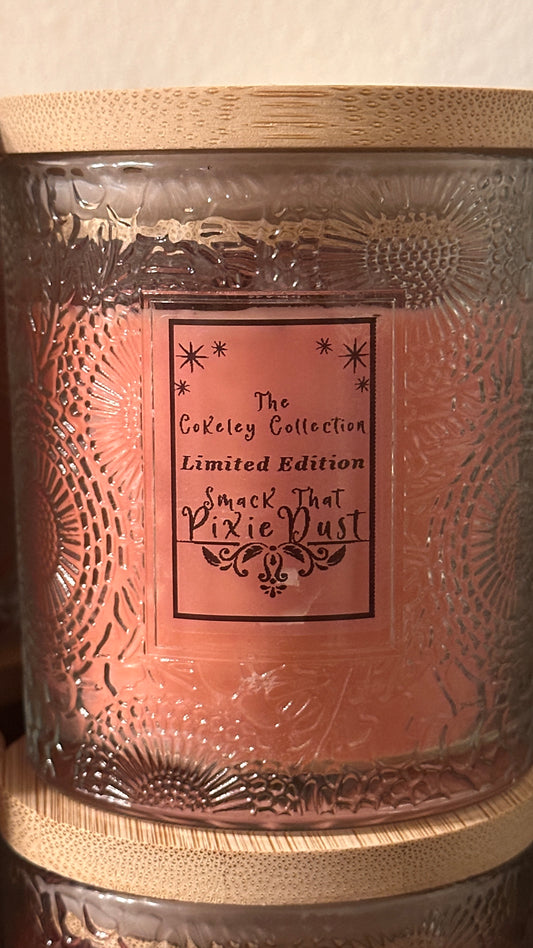 The
Cokeley Collection
Limited Edition
Smack That
Pixie Dust